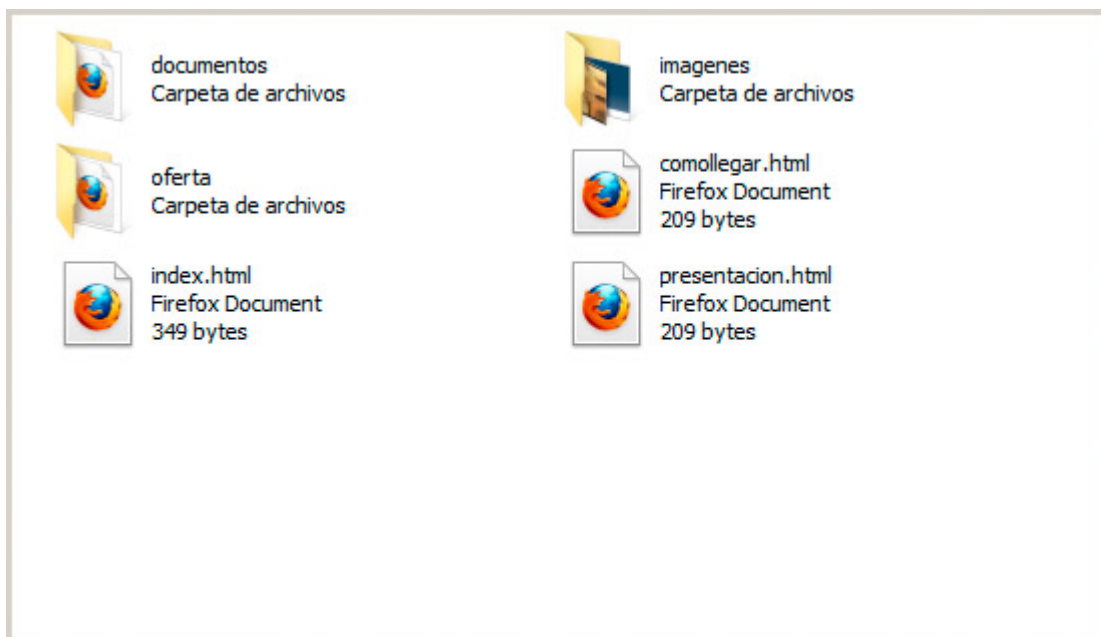 documentos
Carpeta de archivos
imagenes
Carpeta de archivos
oferta
Carpeta de archivos
comollegar.html
Firefox Document
209 bytes
index.html
Firefox Document
349 bytes
presentacion.html
Firefox Document
209 bytes